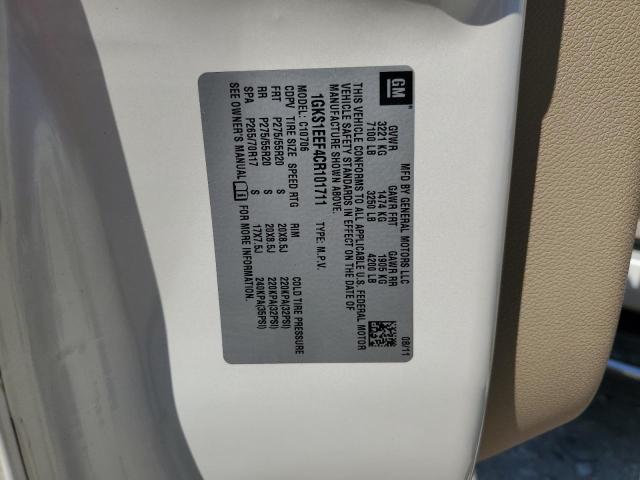 GM
MFD BY GENERAL MOTORS LLC
08/11
GVWR GAWR FRT GAWR RR
3221 KG 1474 KG 1905 KG
7100 LB 3250 LB 4200 LB
THIS VEHICLE CONFORMS TO ALL APPLICABLE U.S. FEDERAL MOTOR
VEHICLE SAFETY STANDARDS IN EFFECT ON THE DATE OF
MANUFACTURE SHOWN ABOVE.
1GKS1EEF4CR101711 TYPE: M.P.V.
MODEL: C10706
CDPV TIRE SIZE SPEED RTG RIM COLD TIRE PRESSURE
FRT P275/55R20 S 20X8.5J 220KPA(32PSI)
RR P275/55R20 S 20X8.5J 220KPA(32PSI)
SPA P265/70R17 S 17X7.5J 240KPA(35PSI)
SEE OWNER'S MANUAL FOR MORE INFORMATION.